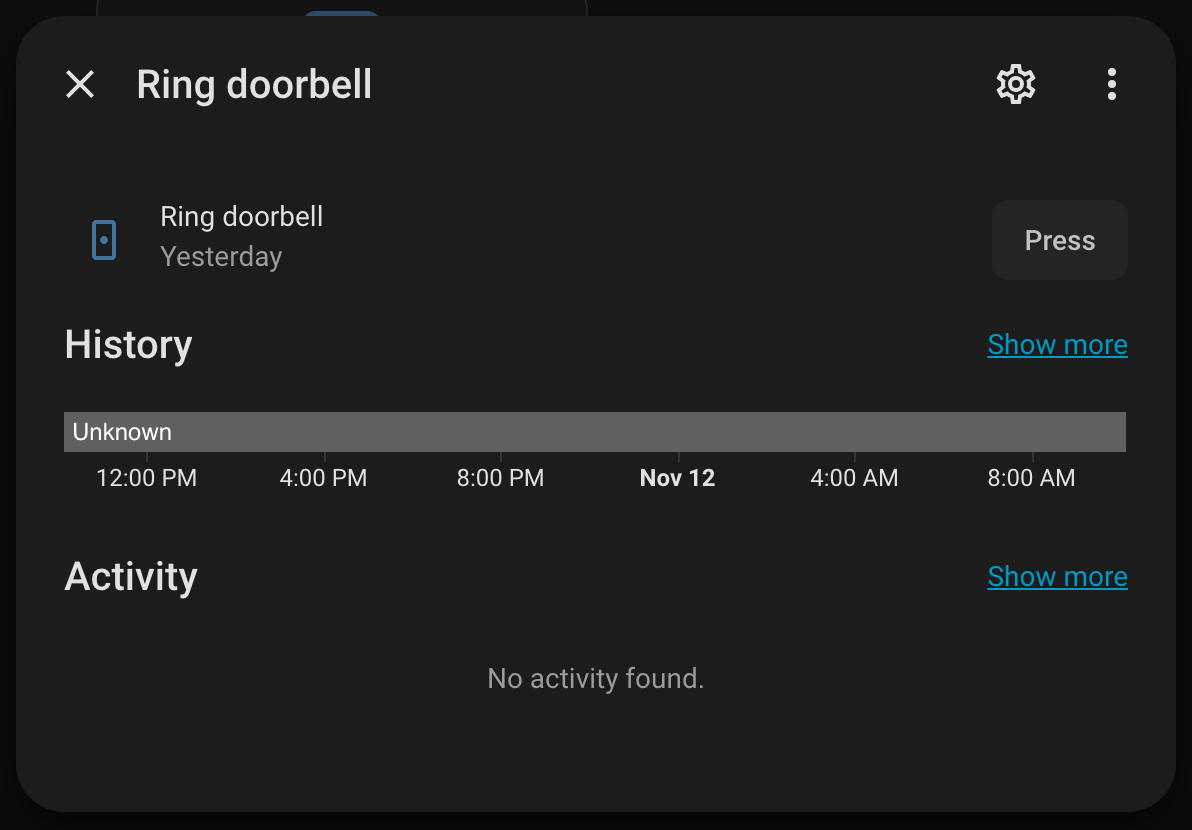 Ring doorbell
Ring doorbell
Yesterday
Press
History
Show more
Unknown
12:00 PM 4:00 PM 8:00 PM Nov 12 4:00 AM 8:00 AM
Activity
Show more
No activity found.